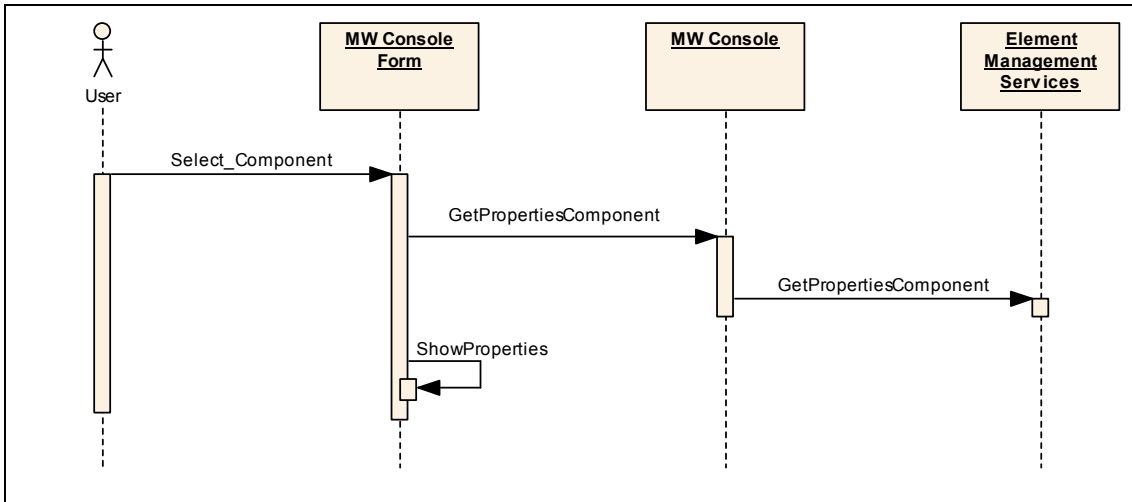 MW Console
Form
MW Console
Element
Management
Services
User
Select_Component
GetPropertiesComponent
GetPropertiesComponent
ShowProperties